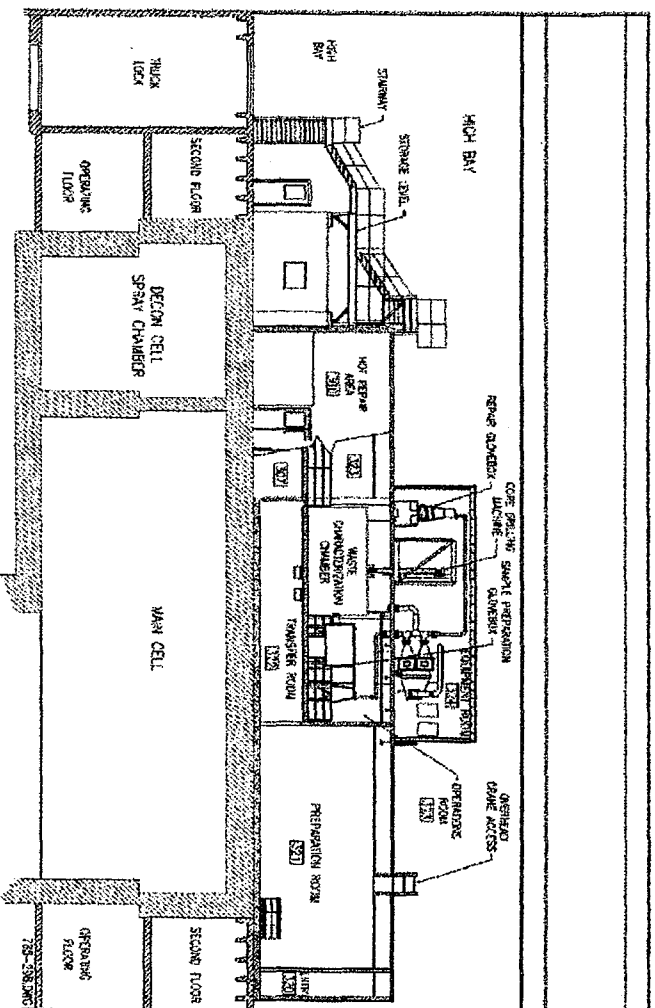 HIGH
BAY
HIGH BAY
STAIRWAY
STORAGE LEVEL
TRUCK
LOCK
SECOND FLOOR
OPERATING
FLOOR
DECON CELL
SPRAY CHAMBER
HOT REPAIR
AREA
REPAIR GLOVEBOX
CORE DRILLING
MACHINE
SAMPLE PREPARATION
GLOVEBOX
EQUIPMENT ROOM
WASTE
CHARACTERIZATION
CHAMBER
TRANSFER ROOM
MAIN CELL
OPERATIONS
ROOM
OVERHEAD
CRANE ACCESS
PREPARATION ROOM
SECOND FLOOR
OPERATING
FLOOR